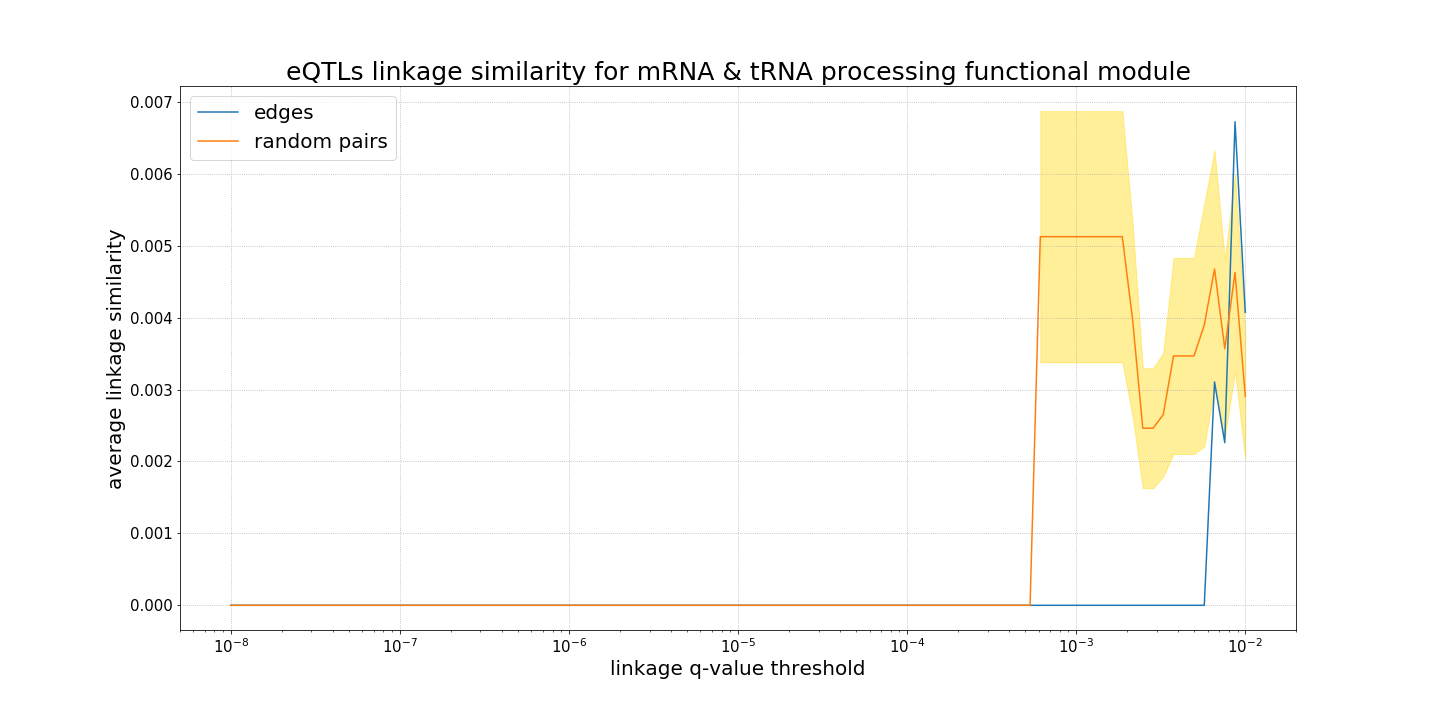 eQTLs linkage similarity for mRNA & tRNA processing functional module
edges
random pairs
average linkage similarity
0.007
0.006
0.005
0.004
0.003
0.002
0.001
0.000
10⁻⁸ 10⁻⁷ 10⁻⁶ 10⁻⁵ 10⁻⁴ 10⁻³ 10⁻²
linkage q-value threshold